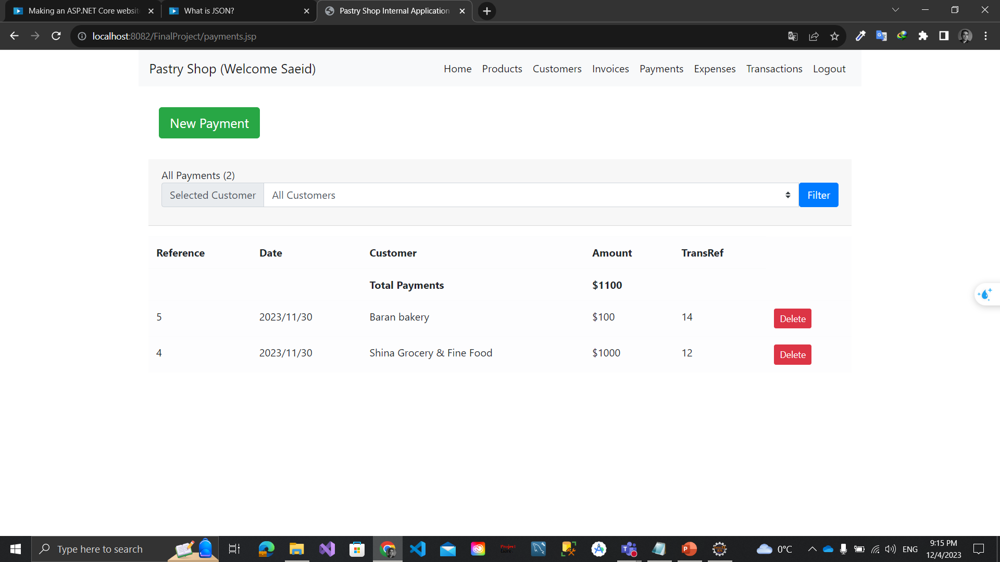 Making an ASP.NET Core websit
What is JSON?
Pastry Shop Internal Application
localhost:8082/FinalProject/payments.jsp
Pastry Shop (Welcome Saeid) Home Products Customers Invoices Payments Expenses Transactions Logout
New Payment
All Payments (2)
Selected Customer All Customers Filter
Reference Date Customer Amount TransRef
Total Payments $1100
5 2023/11/30 Baran bakery $100 14 Delete
4 2023/11/30 Shina Grocery & Fine Food $1000 12 Delete
Type here to search
0°C
ENG
9:15 PM
12/4/2023